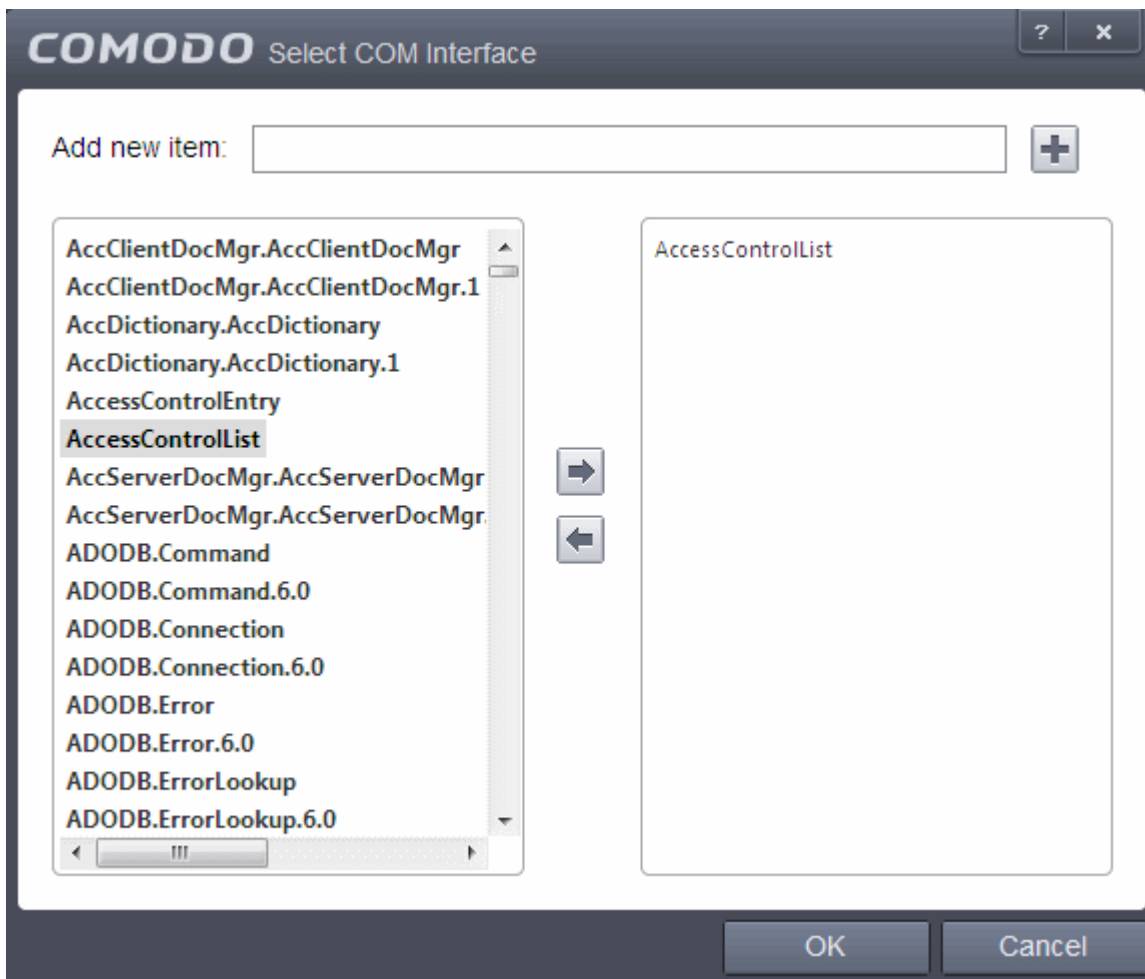 COMODO Select COM Interface
?
x
Add new item:
AccClientDocMgr.AccClientDocMgr
AccClientDocMgr.AccClientDocMgr.1
AccDictionary.AccDictionary
AccDictionary.AccDictionary.1
AccessControlEntry
AccessControlList
AccServerDocMgr.AccServerDocMgr
AccServerDocMgr.AccServerDocMgr.
ADODB.Command
ADODB.Command.6.0
ADODB.Connection
ADODB.Connection.6.0
ADODB.Error
ADODB.Error.6.0
ADODB.ErrorLookup
ADODB.ErrorLookup.6.0
AccessControlList
OK
Cancel